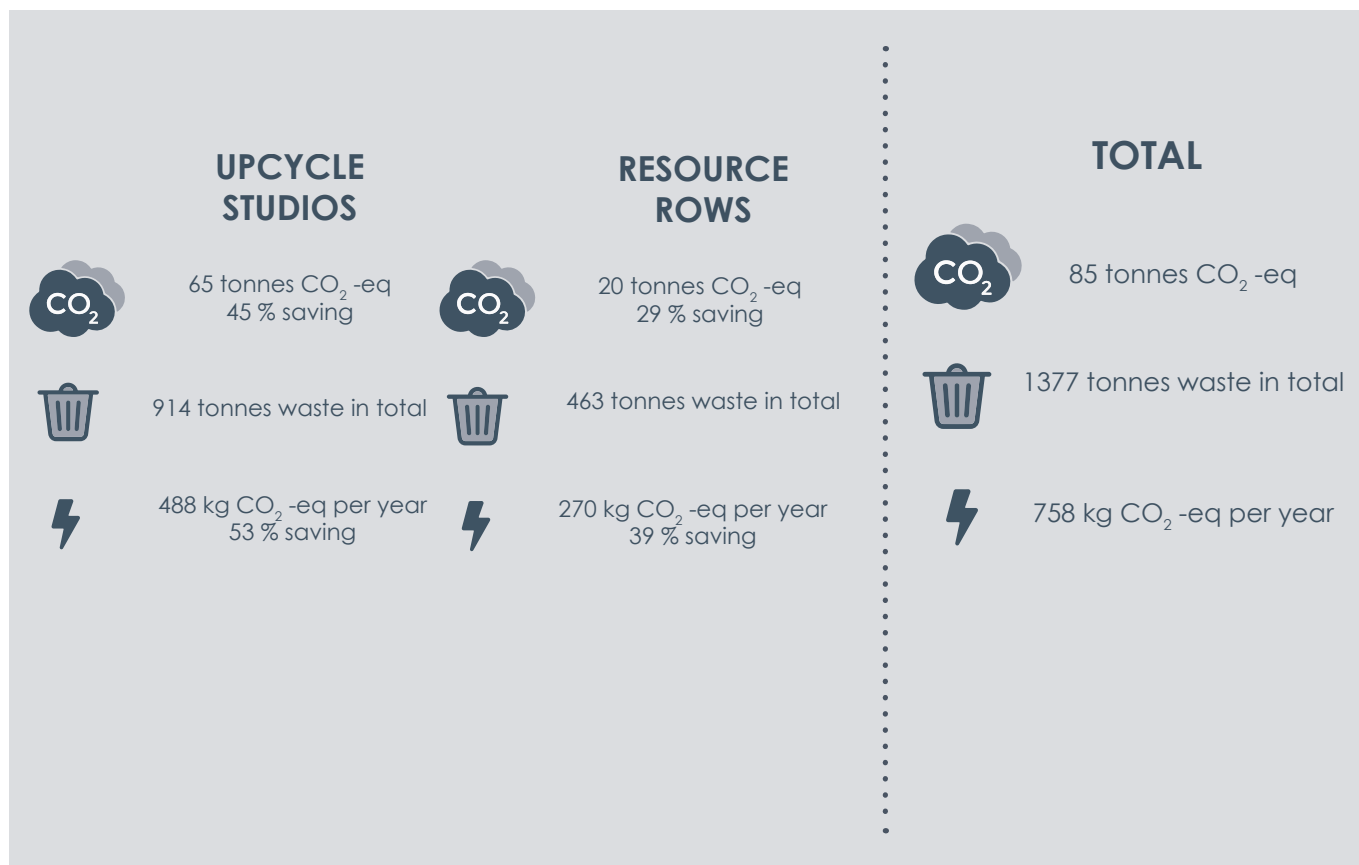 UPCYCLE
STUDIOS
CO2
65 tonnes CO2 -eq
45 % saving
914 tonnes waste in total
488 kg CO2 -eq per year
53 % saving
RESOURCE
ROWS
CO2
20 tonnes CO2 -eq
29 % saving
463 tonnes waste in total
270 kg CO2 -eq per year
39 % saving
TOTAL
CO2
85 tonnes CO2 -eq
1377 tonnes waste in total
758 kg CO2 -eq per year